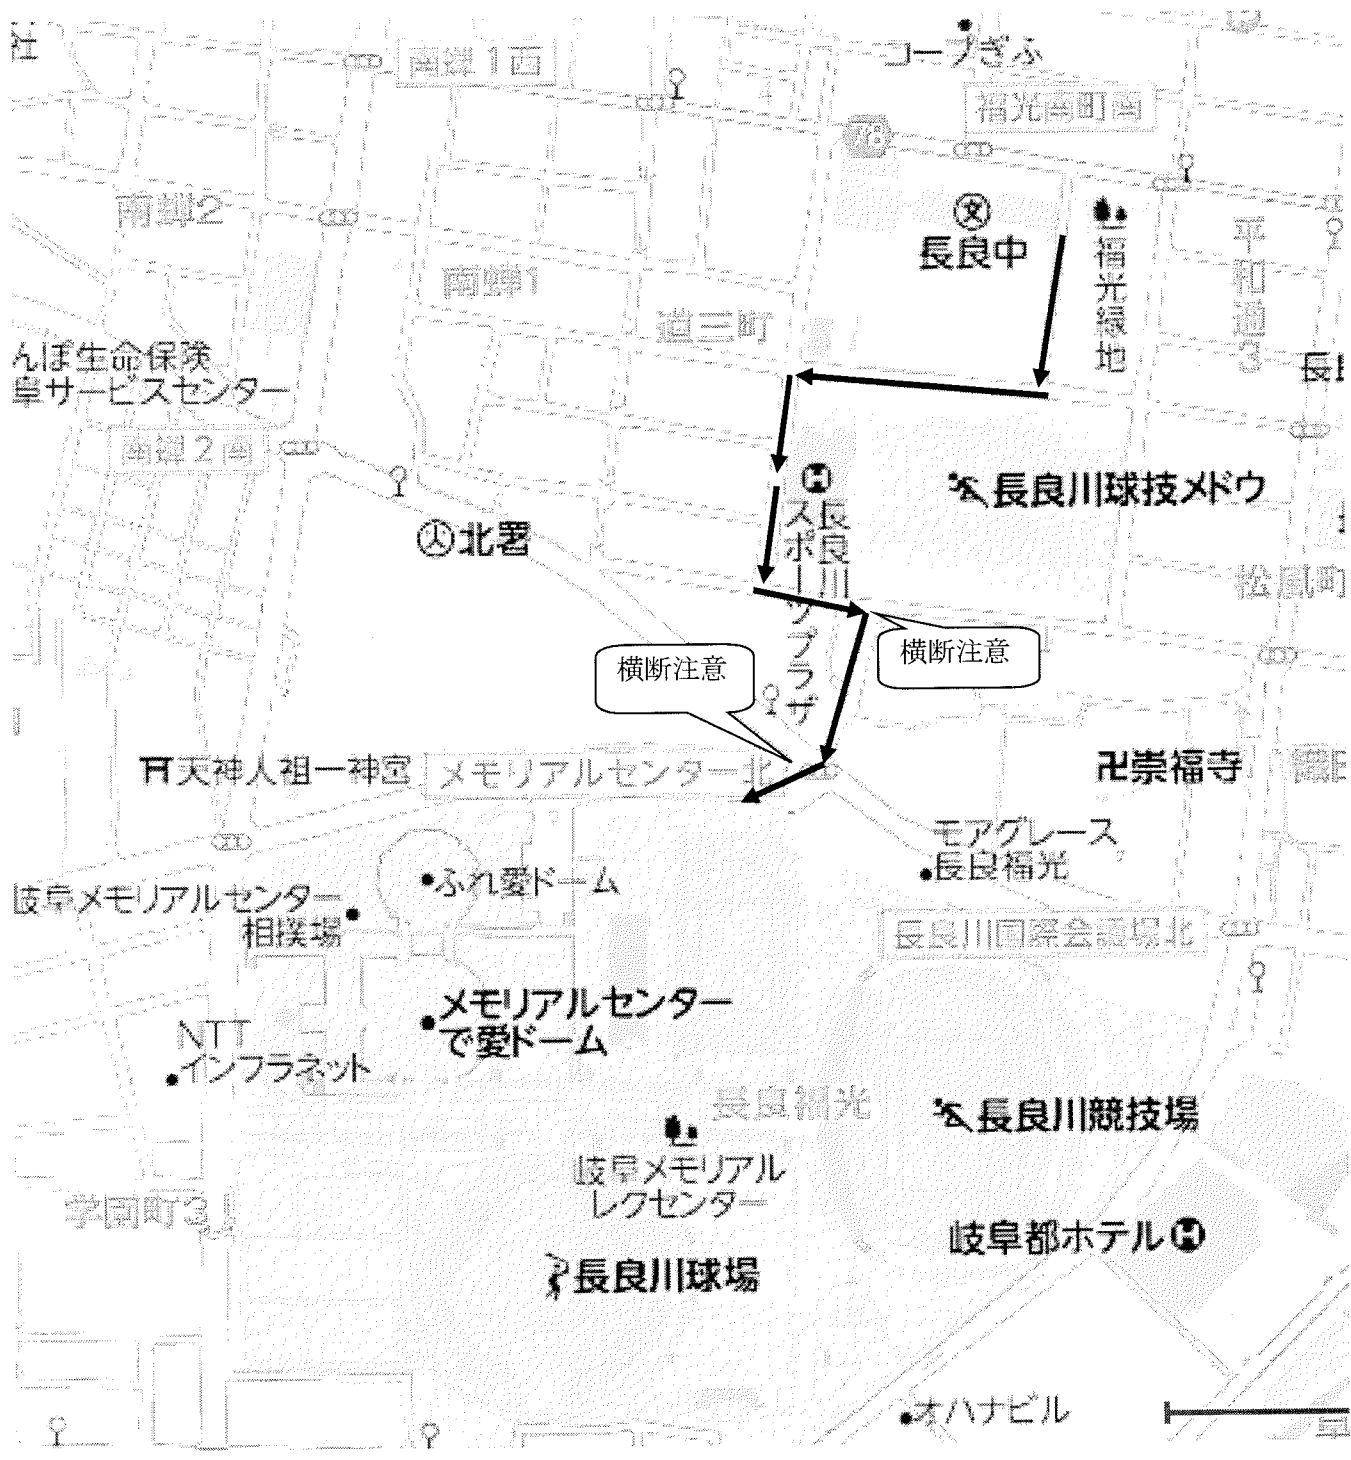 社
南蝉1西
コープぎふ
福光南町南
78
南蝉2
文
長良中
福光緑地
平和通3
南蝉1
道三町
んぽ生命保険
阜サービスセンター
長
南蝉2南
長良川
スポーツプラザ
長良川球技メドウ
北署
松風町
横断注意
横断注意
天神人祖一神宮
メモリアルセンター北
卍崇福寺
モアグレース
長良福光
ふれ愛ドーム
岐阜メモリアルセンター
相撲場
長良川国際会議場北
メモリアルセンター
で愛ドーム
NTT
インフラネット
長良福光
長良川競技場
岐阜メモリアル
レクセンター
学園町3
岐阜都ホテル
長良川球場
オハナビル